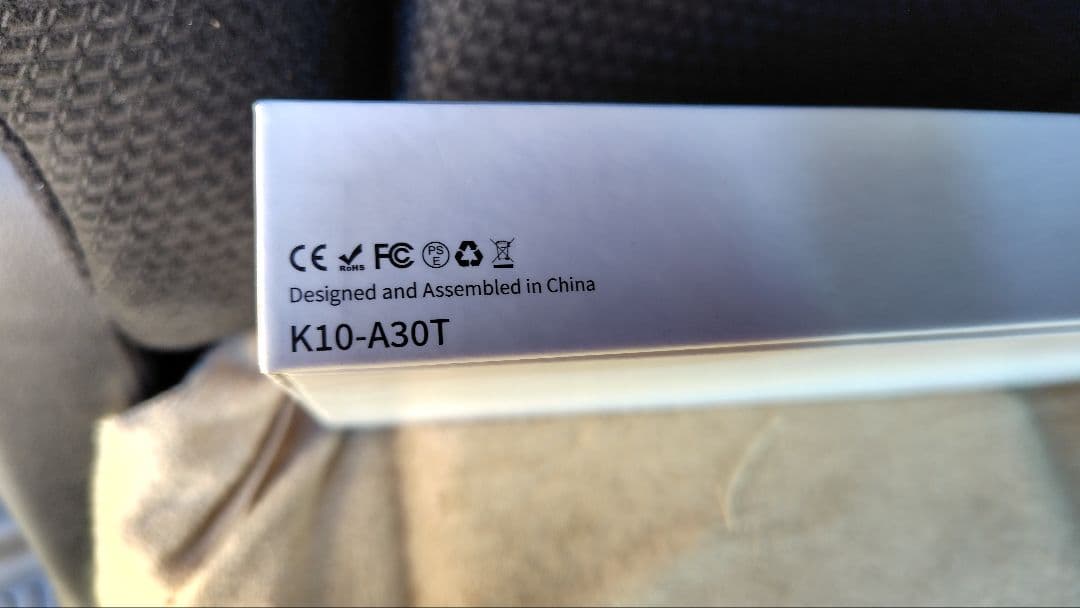 CE RoHS FC PSE
Designed and Assembled in China
K10-A30T